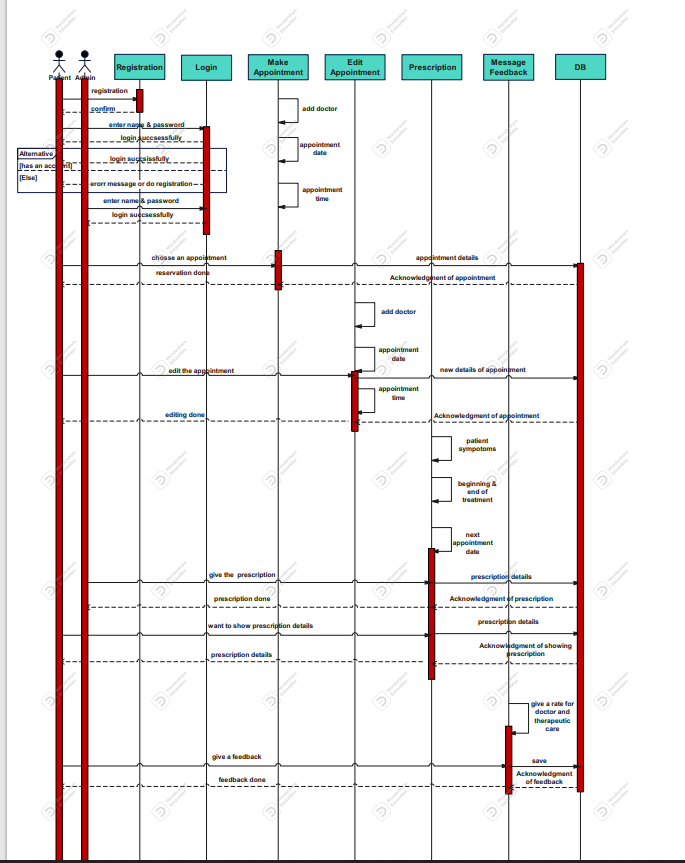 Registration
Login
Make
Appointment
Edit
Appointment
Prescription
Message
Feedback
DB
Patient
Admin
registration
confirm
add doctor
enter name & password
login successefully
appointment
date
Alternative
login succsissfully
[has an account]
[Else]
erorr message or do registration
appointment
time
enter name & password
login succsessfully
choose an appointment
appointment details
reservation done
Acknowledgment of appointment
add doctor
appointment
date
edit the appointment
new details of appointment
appointment
time
editing done
Acknowledgment of appointment
patient
symptoms
beginning &
end of
treatment
next
appointment
date
give the prescription
prescription details
prescription done
Acknowledgment of prescription
want to show prescription details
prescription details
prescription details
Acknowledgment of showing
prescription
give a rate for
doctor and
therapeutic
care
give a feedback
save
feedback done
Acknowledgment
of feedback